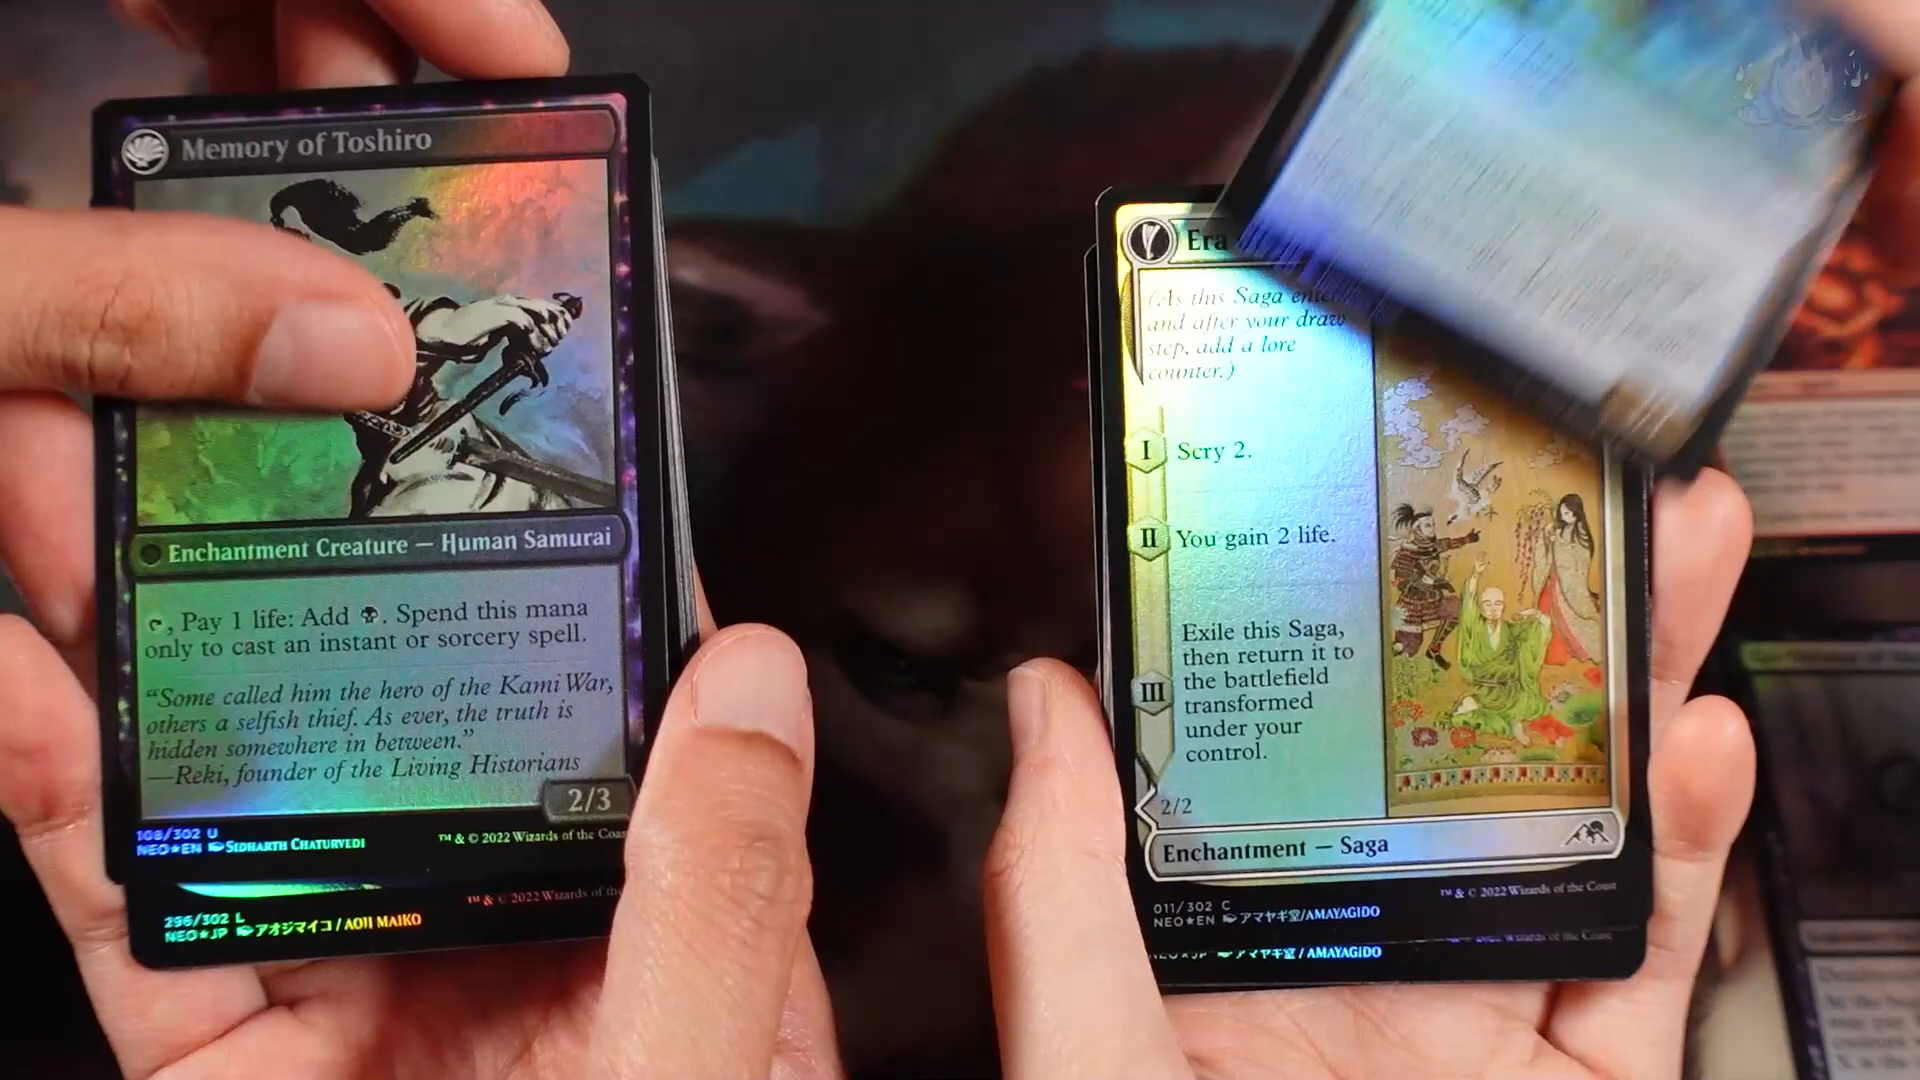 Memory of Toshiro
Enchantment Creature — Human Samurai
, Pay 1 life: Add . Spend this mana
only to cast an instant or sorcery spell.
“Some called him the hero of the Kami War,
others a selfish thief. As ever, the truth is
hidden somewhere in between.”
—Reki, founder of the Living Historians
2/3
108/302 U
NEO★EN SIDHARTH CHATURVEDI
™ & © 2022 Wizards of the
296/302 L
NEO★JP アオジマイコ/AOJI MAIKO
™ & © 2022 Wizards of the
Era
(As this Saga
and after your draw
step, add a lore
counter.)
I Scry 2.
II You gain 2 life.
III Exile this Saga,
then return it to
the battlefield
transformed
under your
control.
2/2
Enchantment — Saga
011/302 C
NEO★EN アマヤギ堂/AMAYAGIDO
™ & © 2022 Wizards of the Coast
アマヤギ堂/AMAYAGIDO